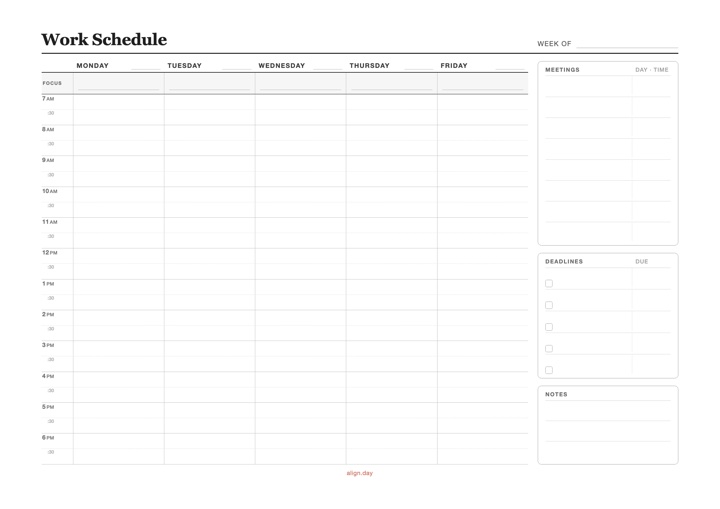 Work Schedule
WEEK OF
MONDAY TUESDAY WEDNESDAY THURSDAY FRIDAY
FOCUS
7 AM
:30
8 AM
:30
9 AM
:30
10 AM
:30
11 AM
:30
12 PM
:30
1 PM
:30
2 PM
:30
3 PM
:30
4 PM
:30
5 PM
:30
6 PM
:30
MEETINGS DAY · TIME
DEADLINES DUE
NOTES
align.day